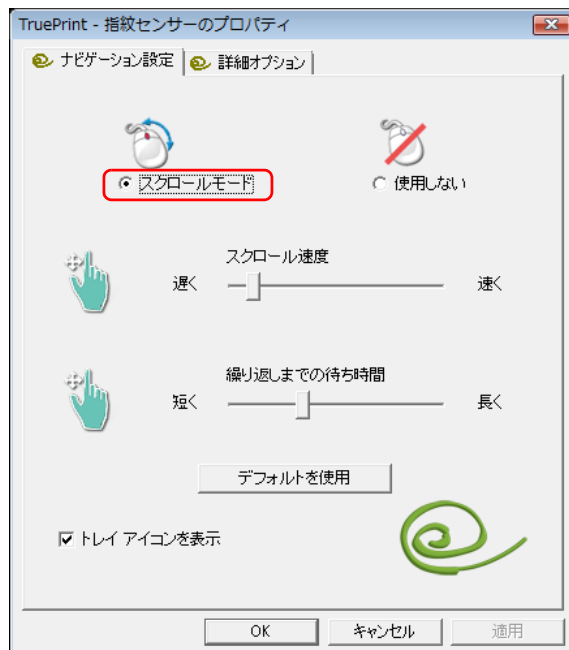 TruePrint - 指紋センサーのプロパティ
ナビゲーション設定 詳細オプション
スクロールモード 使用しない
スクロール速度
遅く 速く
繰り返しまでの待ち時間
短く 長く
デフォルトを使用
トレイ アイコンを表示
OK キャンセル 適用